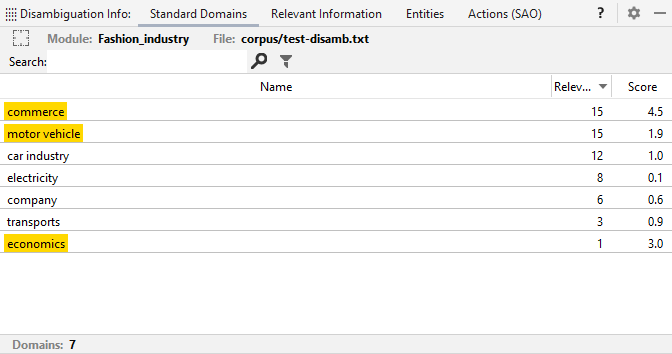 Disambiguation Info: Standard Domains Relevant Information Entities Actions (SAO)
Module: Fashion_industry File: corpus/test-disamb.txt
Search:
Name Relev... Score
commerce 15 4.5
motor vehicle 15 1.9
car industry 12 1.0
electricity 8 0.1
company 6 0.6
transports 3 0.9
economics 1 3.0
Domains: 7